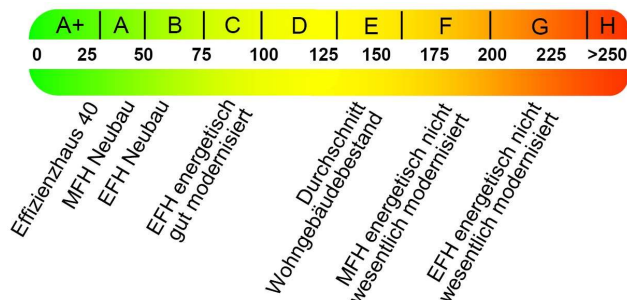 A+ A B C D E F G H
0 25 50 75 100 125 150 175 200 225 >250
Effizienzhaus 40
MFH Neubau
EFH Neubau
EFH energetisch
gut modernisiert
Durchschnitt
Wohngebäudebestand
MFH energetisch nicht
wesentlich modernisiert
EFH energetisch nicht
wesentlich modernisiert